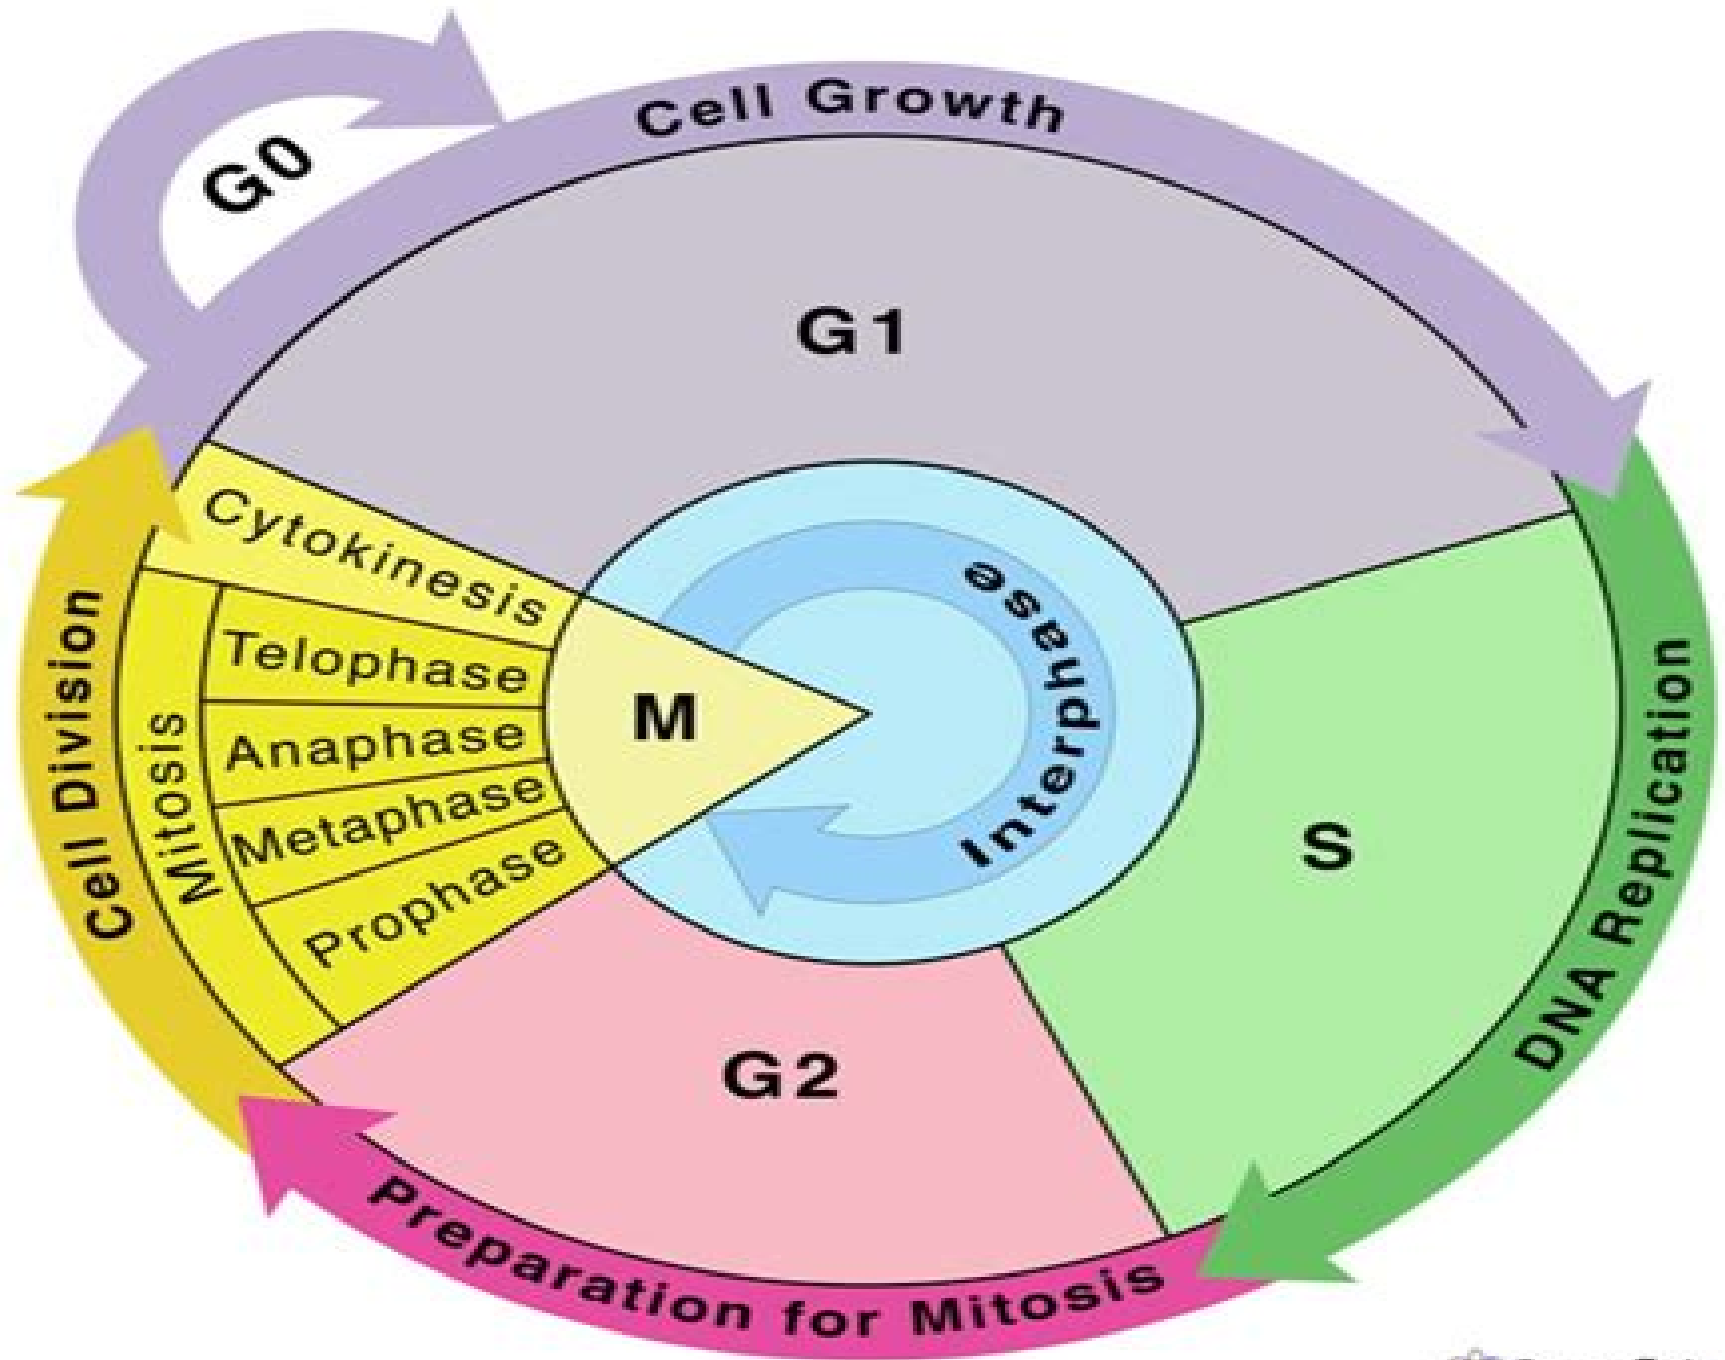 G0
Cell Growth
G1
Cytokinesis
Telophase
Anaphase
Metaphase
Prophase
Mitosis
Cell Division
M
Interphase
S
DNA Replication
G2
Preparation for Mitosis